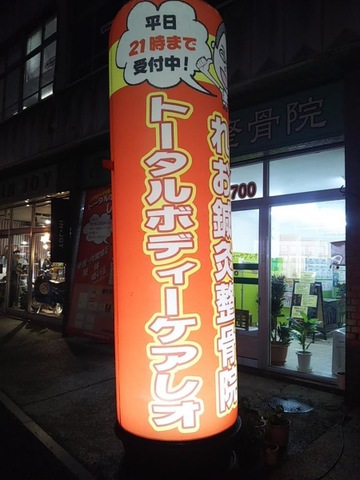 平日
21時まで
受付中!
トータルボディーケアレオ
れお鍼灸整骨院
整骨院
700